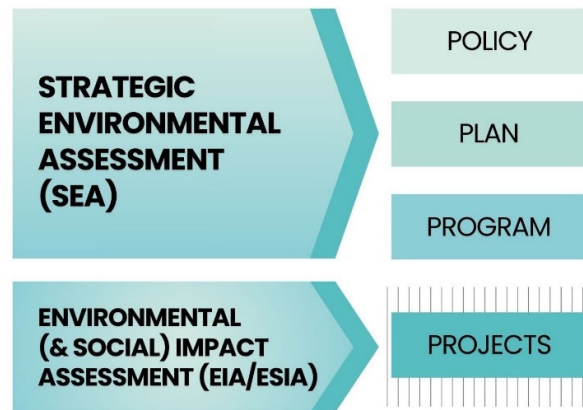 STRATEGIC
ENVIRONMENTAL
ASSESSMENT
(SEA)
POLICY
PLAN
PROGRAM
ENVIRONMENTAL
(& SOCIAL) IMPACT
ASSESSMENT (EIA/ESIA)
PROJECTS